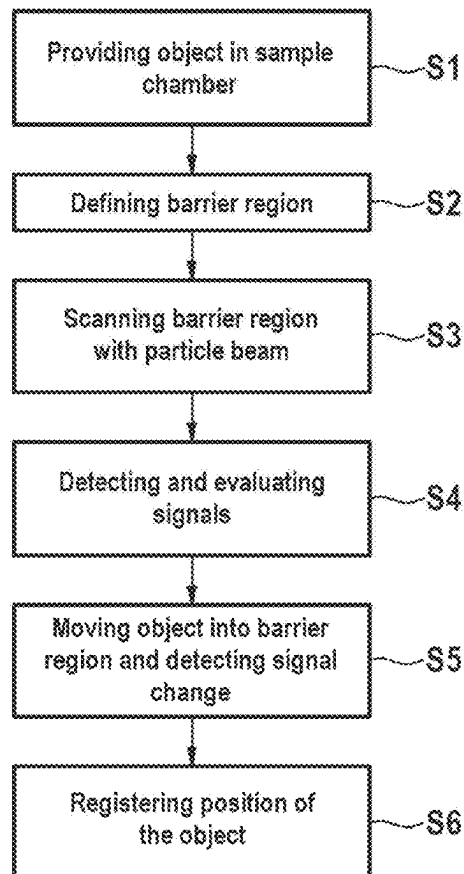 Providing object in sample
chamber
S1
Defining barrier region
S2
Scanning barrier region
with particle beam
S3
Detecting and evaluating
signals
S4
Moving object into barrier
region and detecting signal
change
S5
Registering position of
the object
S6